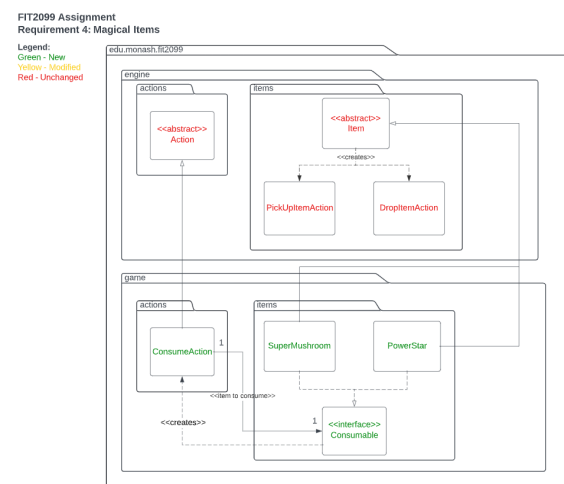 FIT2099 Assignment
Requirement 4: Magical Items
Legend:
Green - New
Yellow - Modified
Red - Unchanged
edu.monash.fit2099
engine
actions
<<abstract>>
Action
items
<<abstract>>
Item
<<creates>>
PickUpItemAction
DropItemAction
game
actions
ConsumeAction
1
items
SuperMushroom
PowerStar
<<item to consume>>
<<creates>>
1
<<interface>>
Consumable